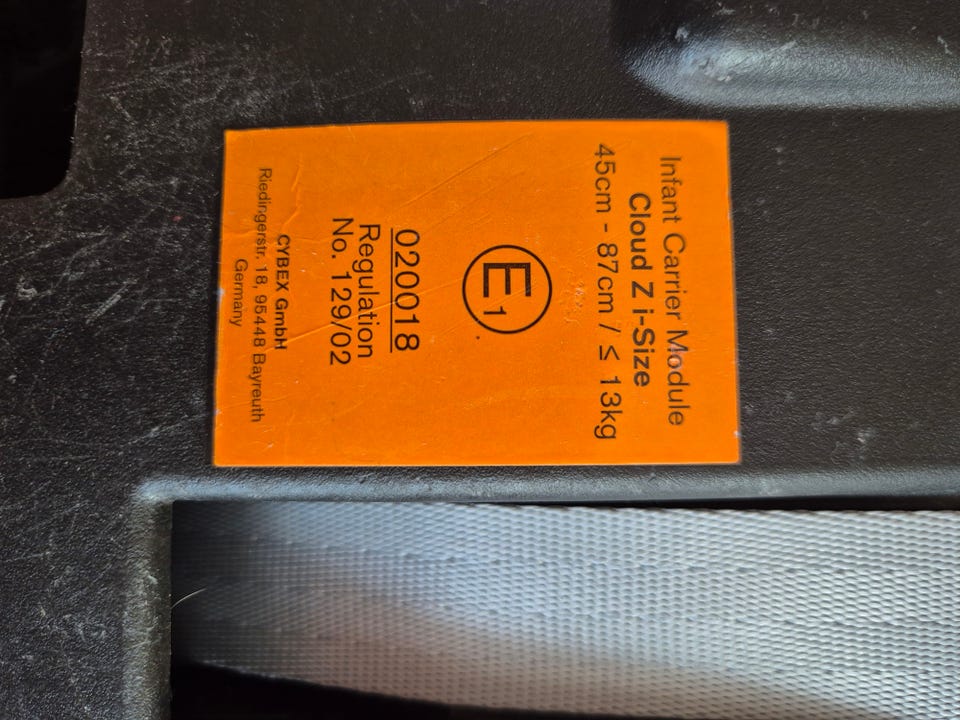 Infant Carrier Module
Cloud Z i-Size
45cm - 87cm / ≤ 13kg
E1
020018
Regulation
No. 129/02
CYBEX GmbH
Riedingerstr. 18, 95448 Bayreuth
Germany